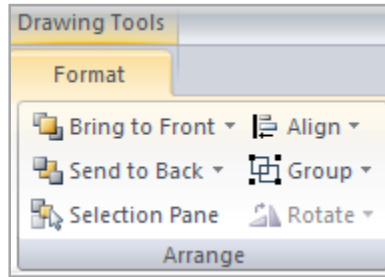 Drawing Tools
Format
Bring to Front Align
Send to Back Group
Selection Pane Rotate
Arrange